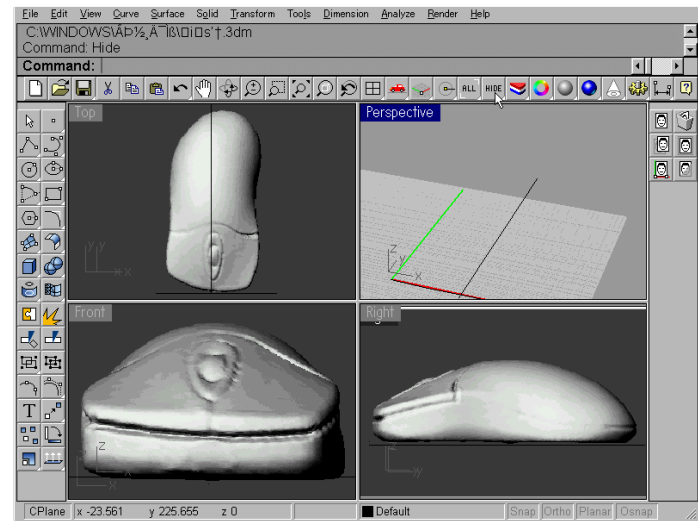 File Edit View Curve Surface Solid Transform Tools Dimension Analyze Render Help
Command: Hide
Command:
ALL HIDE
Top
Perspective
y y
x x
z
y
x
Front
Right
z
x
z
y
T
CPlane x -23.561 y 225.655 z 0 Default Snap Ortho Planar Osnap